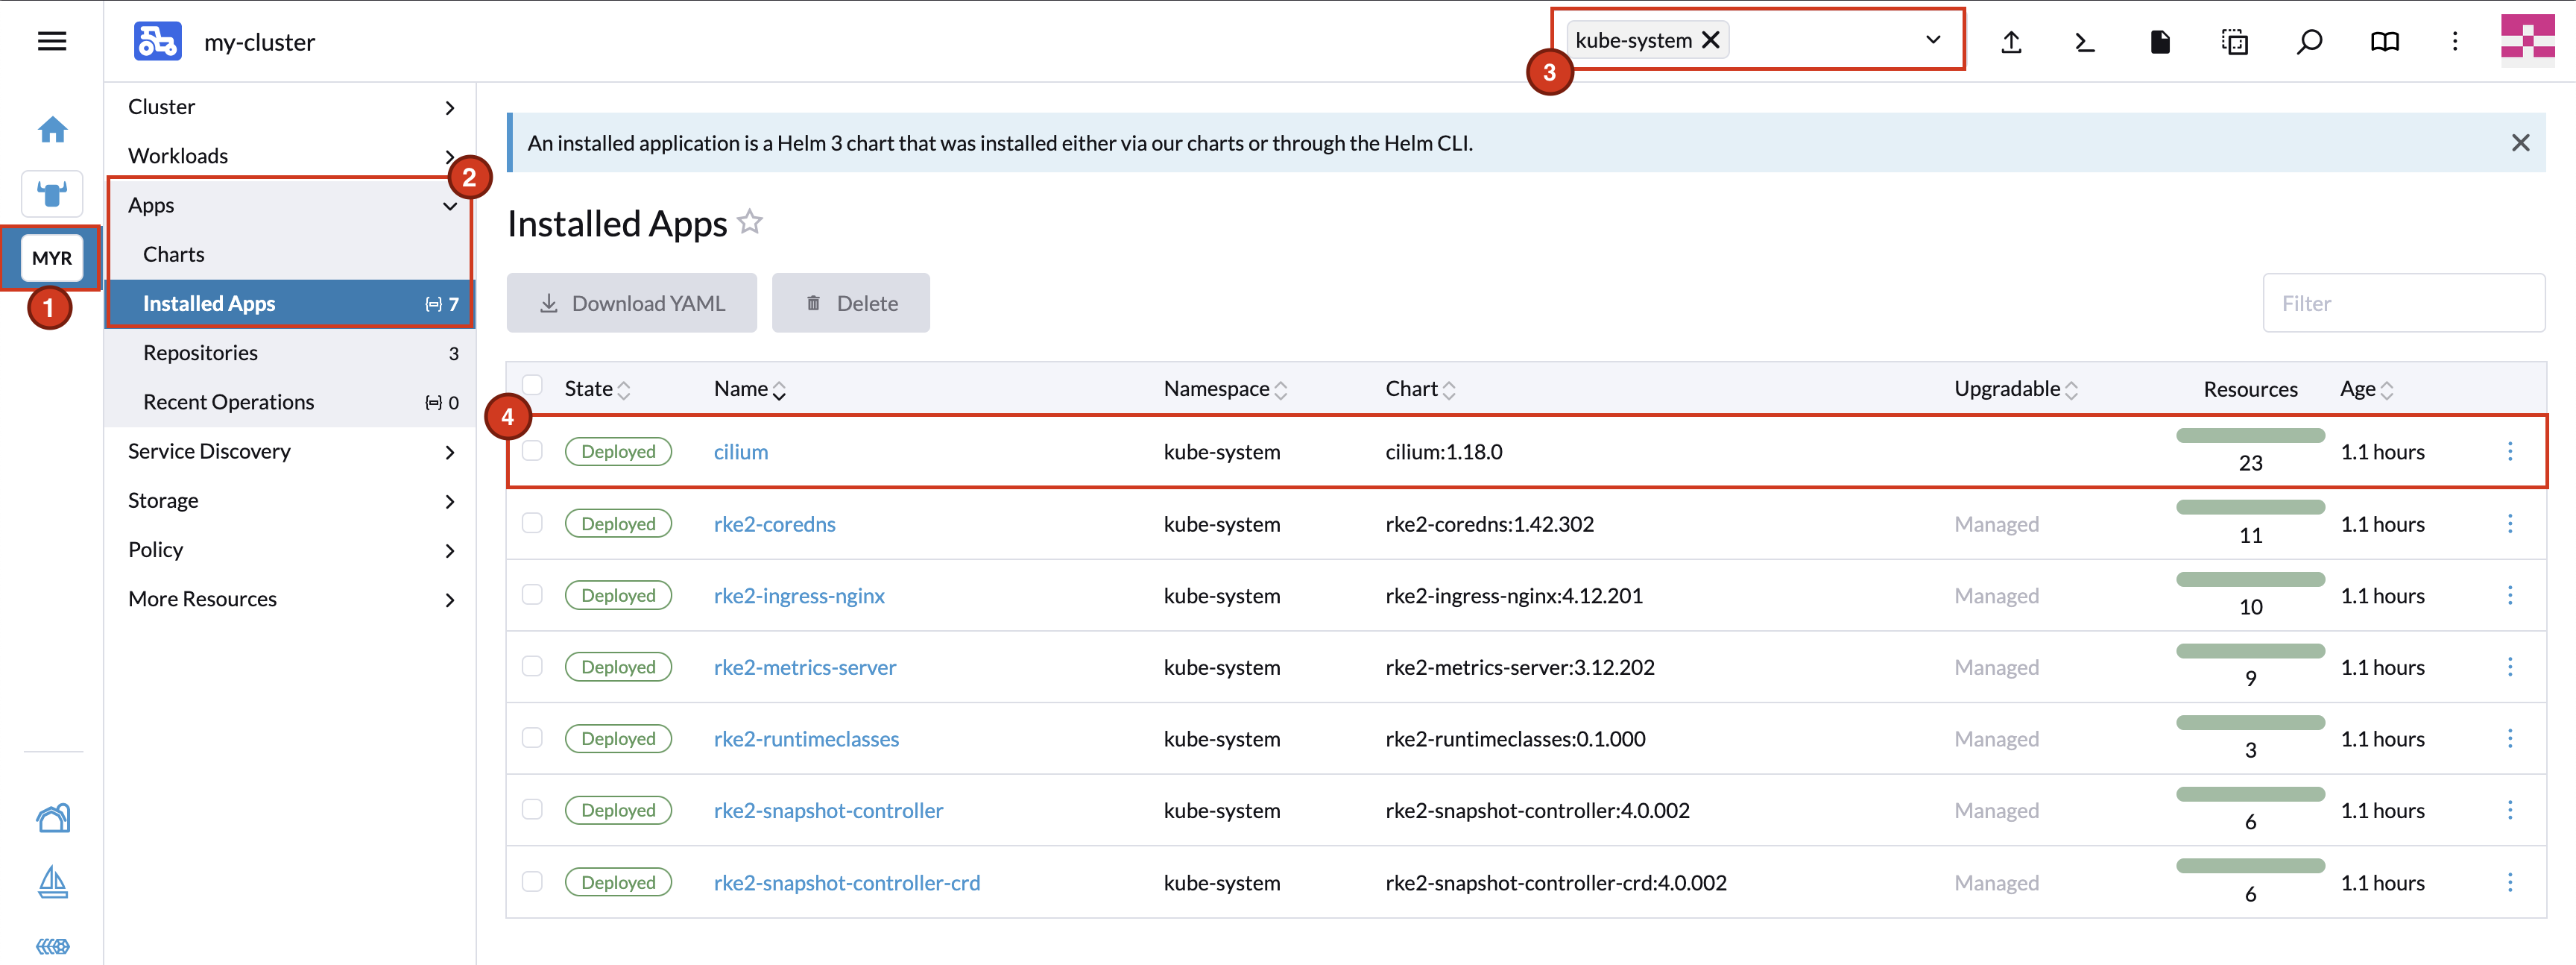 my-cluster
kube-system
3
Cluster
Workloads
2
Apps
Charts
Installed Apps 7
Repositories 3
Recent Operations 0
Service Discovery
Storage
Policy
More Resources
MYR
1
An installed application is a Helm 3 chart that was installed either via our charts or through the Helm CLI.
Installed Apps
Download YAML Delete Filter
State Name Namespace Chart Upgradable Resources Age
4
Deployed cilium kube-system cilium:1.18.0 23 1.1 hours
Deployed rke2-coredns kube-system rke2-coredns:1.42.302 Managed 11 1.1 hours
Deployed rke2-ingress-nginx kube-system rke2-ingress-nginx:4.12.201 Managed 10 1.1 hours
Deployed rke2-metrics-server kube-system rke2-metrics-server:3.12.202 Managed 9 1.1 hours
Deployed rke2-runtimeclasses kube-system rke2-runtimeclasses:0.1.000 Managed 3 1.1 hours
Deployed rke2-snapshot-controller kube-system rke2-snapshot-controller:4.0.002 Managed 6 1.1 hours
Deployed rke2-snapshot-controller-crd kube-system rke2-snapshot-controller-crd:4.0.002 Managed 6 1.1 hours